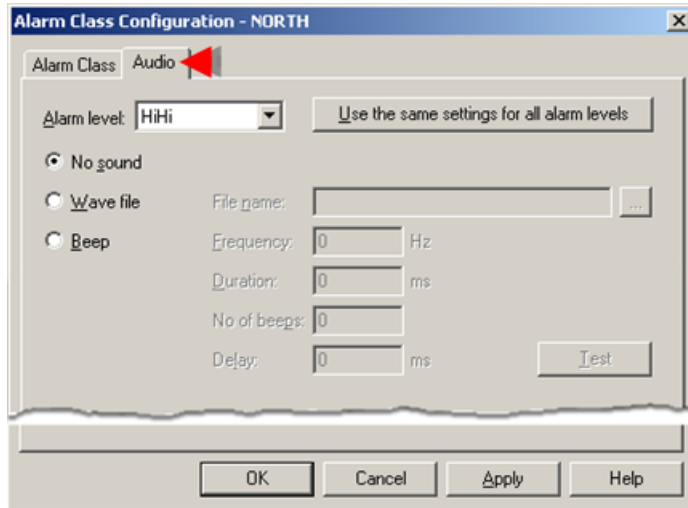 Alarm Class Configuration - NORTH
Alarm Class Audio
Alarm level: HiHi Use the same settings for all alarm levels
No sound
Wave file File name: ...
Beep Frequency: 0 Hz
Duration: 0 ms
No of beeps: 0
Delay: 0 ms Test
OK Cancel Apply Help